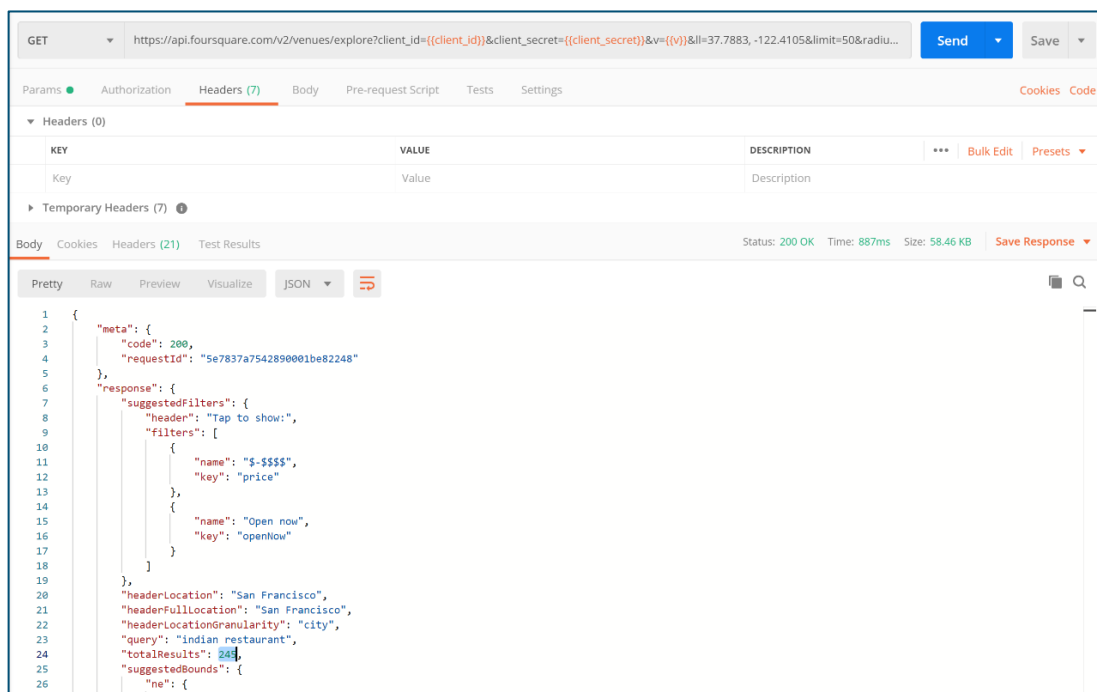 GET https://api.foursquare.com/v2/venues/explore?client_id={{client_id}}&client_secret={{client_secret}}&v={{v}}&ll=37.7883, -122.4105&limit=50&radiu... Send Save
Params Authorization Headers (7) Body Pre-request Script Tests Settings Cookies Code
Headers (0)
KEY VALUE DESCRIPTION ••• Bulk Edit Presets
Key Value Description
Temporary Headers (7) i
Body Cookies Headers (21) Test Results Status: 200 OK Time: 887ms Size: 58.46 KB Save Response
Pretty Raw Preview Visualize JSON
1 {
2 "meta": {
3 "code": 200,
4 "requestId": "5e7837a7542890001be82248"
5 },
6 "response": {
7 "suggestedFilters": {
8 "header": "Tap to show:",
9 "filters": [
10 {
11 "name": "$-$$$$",
12 "key": "price"
13 },
14 {
15 "name": "Open now",
16 "key": "openNow"
17 }
18 ]
19 },
20 "headerLocation": "San Francisco",
21 "headerFullLocation": "San Francisco",
22 "headerLocationGranularity": "city",
23 "query": "indian restaurant",
24 "totalResults": 245,
25 "suggestedBounds": {
26 "ne": {